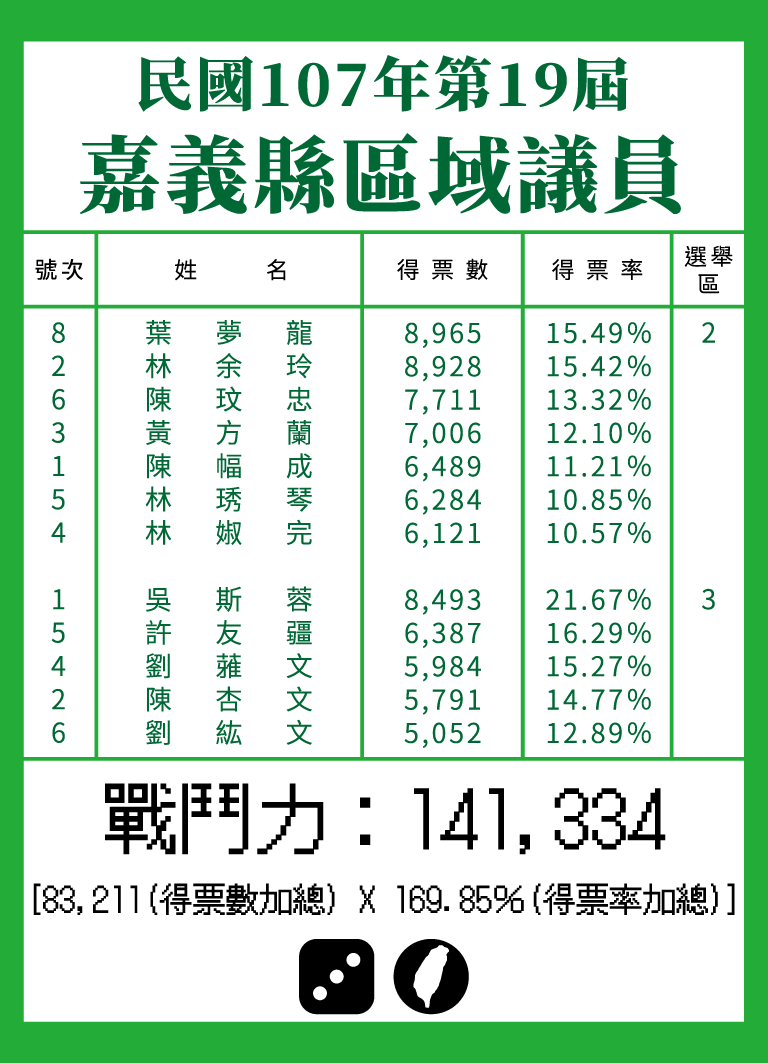 民國107年第19屆
嘉義縣區域議員
號次 姓名 得票數 得票率 選舉區
8 葉夢龍 8,965 15.49% 2
2 林余玲 8,928 15.42%
6 陳玟忠 7,711 13.32%
3 黃方蘭 7,006 12.10%
1 陳幅成 6,489 11.21%
5 林琇琴 6,284 10.85%
4 林婌完 6,121 10.57%
1 吳斯蓉 8,493 21.67% 3
5 許友疆 6,387 16.29%
4 劉蕥文 5,984 15.27%
2 陳杏文 5,791 14.77%
6 劉紘文 5,052 12.89%
戰鬥力：141,334
[83,211(得票數加總) X 169.85%(得票率加總)]